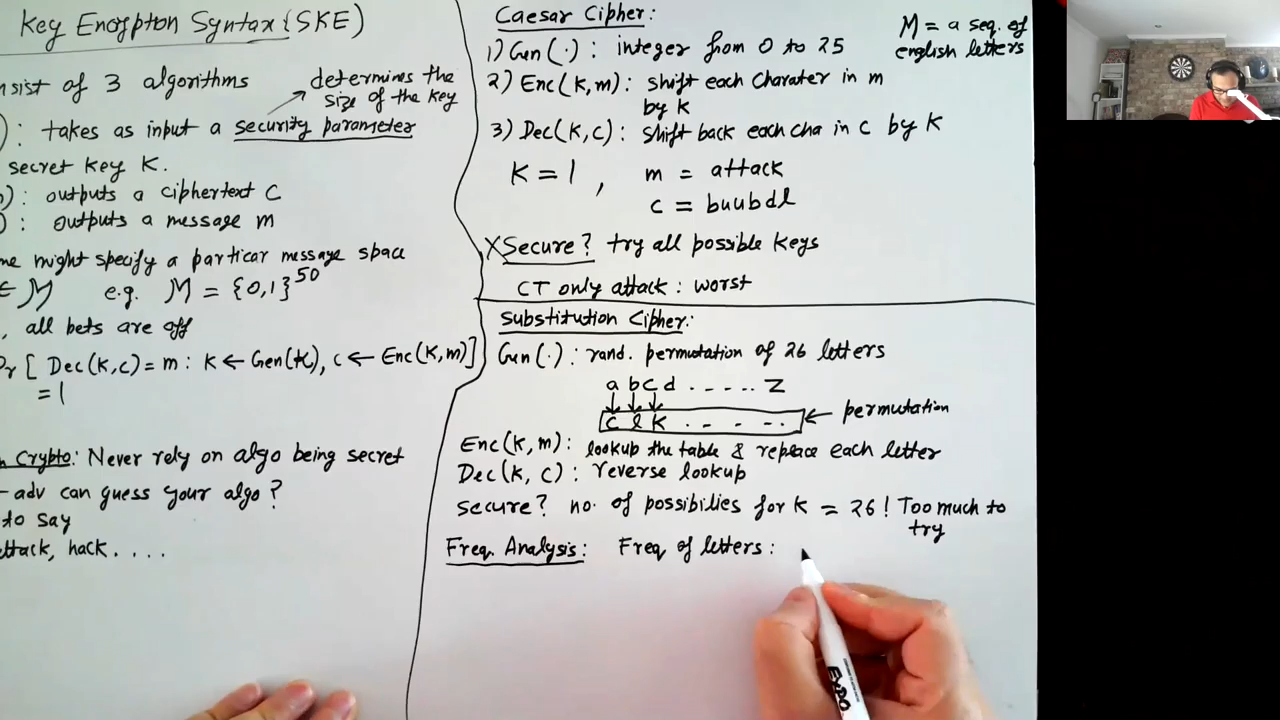 Key Encryption Syntax (SKE)
nsist of 3 algorithms
determines the
size of the key
): takes as input a security parameter
secret key K.
): outputs a ciphertext C
): outputs a message m
me might specify a particar message space
∈ M e.g. M = {0,1}^50
, all bets are off
Pr [ Dec(K,c) = m : K ← Gen(K), c ← Enc(K,m) ]
= 1
n Crypto: Never rely on algo being secret
- adv can guess your algo ?
to say
attack, hack . . . .
Caesar Cipher:
M = a seq. of
english letters
1) Gen(·) : integer from 0 to 25
2) Enc(K,m): shift each Charater in m
by K
3) Dec(K,C): shift back each cha in c by K
K = 1 , m = attack
c = buubdl
X Secure? try all possible keys
CT only attack : worst
Substitution Cipher:
Gen(·) : rand. permutation of 26 letters
a b c d . - . . . . z
c l k . - - - . .
← permutation
Enc(K,m): lookup the table & replace each letter
Dec(K, C): reverse lookup
secure? no. of possibilies for K = 26! Too much to
try
Freq. Analysis: Freq of letters:
EXPO